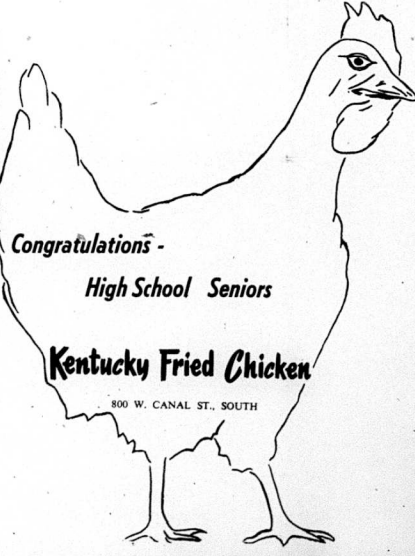 Congratulations -
High School Seniors
Kentucky Fried Chicken
800 W. CANAL ST., SOUTH